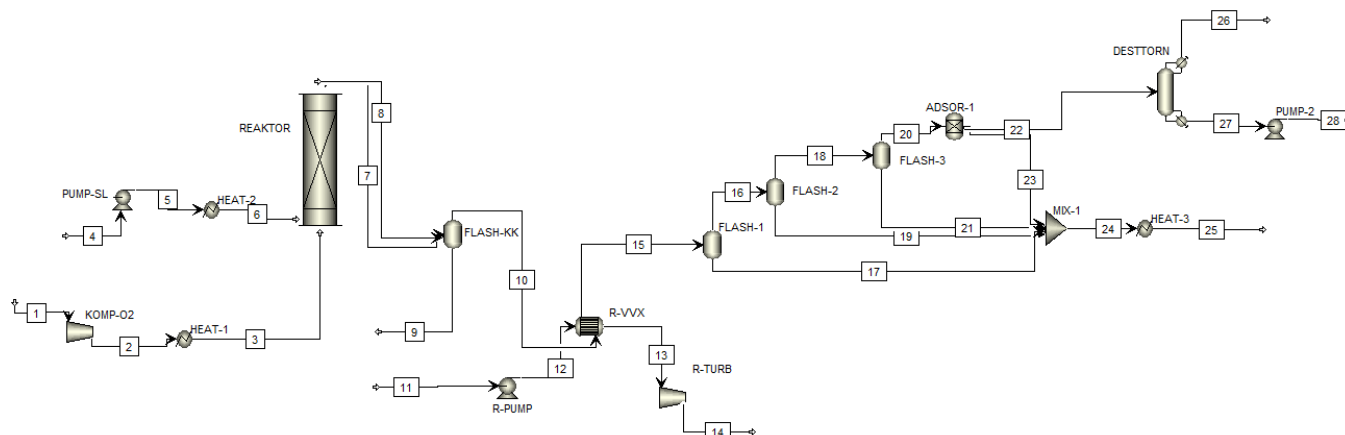 26
DESTTORN
ADSOR-1
PUMP-2
8
20
22
27
28
REAKTOR
18
FLASH-3
7
16
FLASH-2
23
PUMP-SL
5
HEAT-2
6
FLASH-KK
FLASH-1
MIX-1
HEAT-3
4
15
21
19
24
25
10
17
1
KOMP-O2
R-VVX
9
HEAT-1
2
3
12
13
11
R-TURB
R-PUMP
14